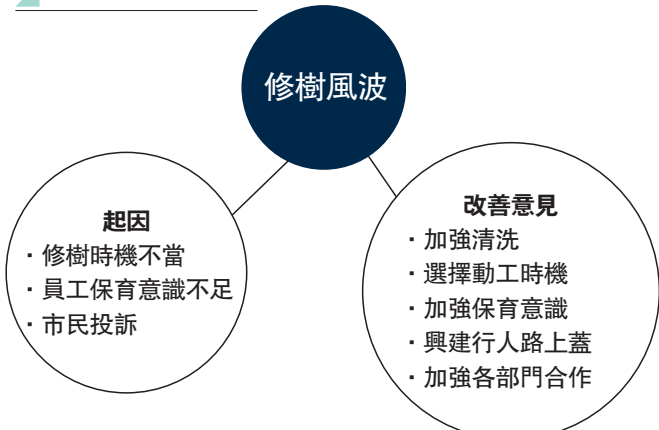 修樹風波
起因
・修樹時機不當
・員工保育意識不足
・市民投訴
改善意見
・加強清洗
・選擇動工時機
・加強保育意識
・興建行人路上蓋
・加強各部門合作